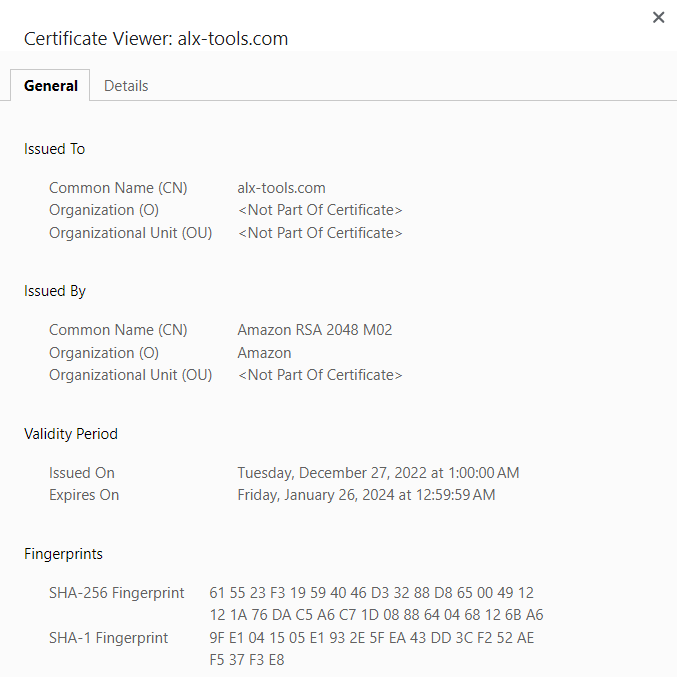 Certificate Viewer: alx-tools.com
General Details
Issued To
Common Name (CN) alx-tools.com
Organization (O) <Not Part Of Certificate>
Organizational Unit (OU) <Not Part Of Certificate>
Issued By
Common Name (CN) Amazon RSA 2048 M02
Organization (O) Amazon
Organizational Unit (OU) <Not Part Of Certificate>
Validity Period
Issued On Tuesday, December 27, 2022 at 1:00:00 AM
Expires On Friday, January 26, 2024 at 12:59:59 AM
Fingerprints
SHA-256 Fingerprint 61 55 23 F3 19 59 40 46 D3 32 88 D8 65 00 49 12
12 1A 76 DA C5 A6 C7 1D 08 88 64 04 68 12 6B A6
SHA-1 Fingerprint 9F E1 04 15 05 E1 93 2E 5F EA 43 DD 3C F2 52 AE
F5 37 F3 E8